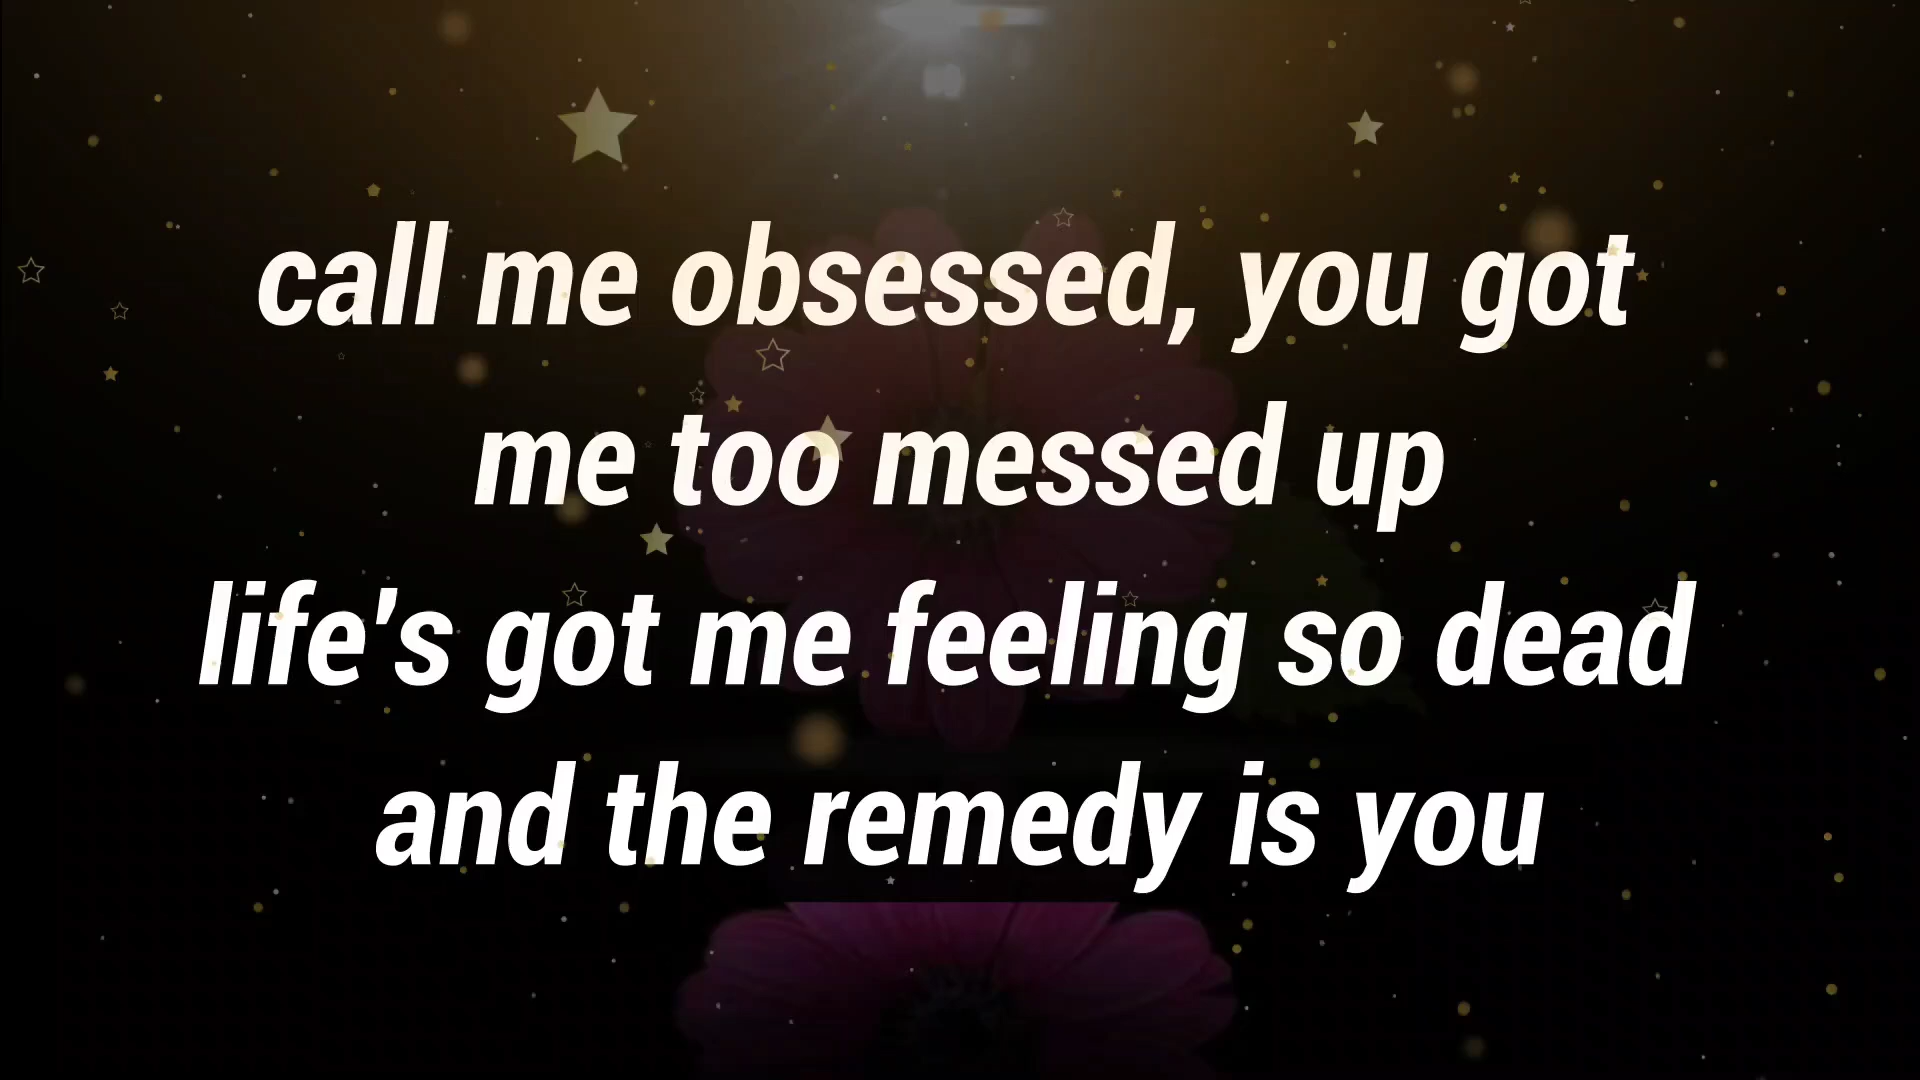 call me obsessed, you got
me too messed up
life's got me feeling so dead
and the remedy is you